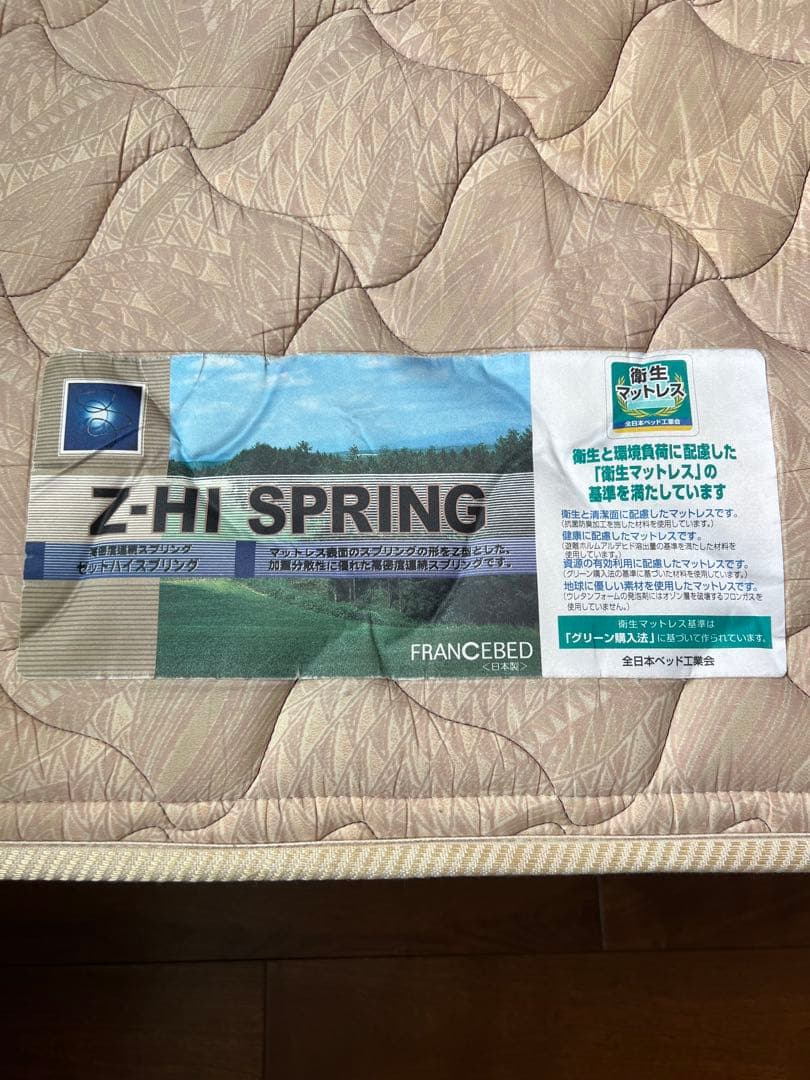 Z-HI SPRING
高密度連続スプリング
ゼットハイスプリング
マットレス表面のスプリングの形をZ型とした、
加重分散性に優れた高密度連続スプリングです。
FRANCEBED
<日本製>
衛生
マットレス
全日本ベッド工業会
衛生と環境負荷に配慮した
「衛生マットレス」の
基準を満たしています
衛生と清潔面に配慮したマットレスです。
(抗菌防臭加工を施した材料を使用しています。)
健康に配慮したマットレスです。
(遊離ホルムアルデヒド溶出量の基準を満たした材料を
使用しています。)
資源の有効利用に配慮したマットレスです。
(グリーン購入法の基準に基づいた材料を使用しています。)
地球に優しい素材を使用したマットレスです。
(ウレタンフォームの発泡剤にはオゾン層を破壊するフロンガスを
使用していません。)
衛生マットレス基準は
「グリーン購入法」に基づいて作られています。
全日本ベッド工業会